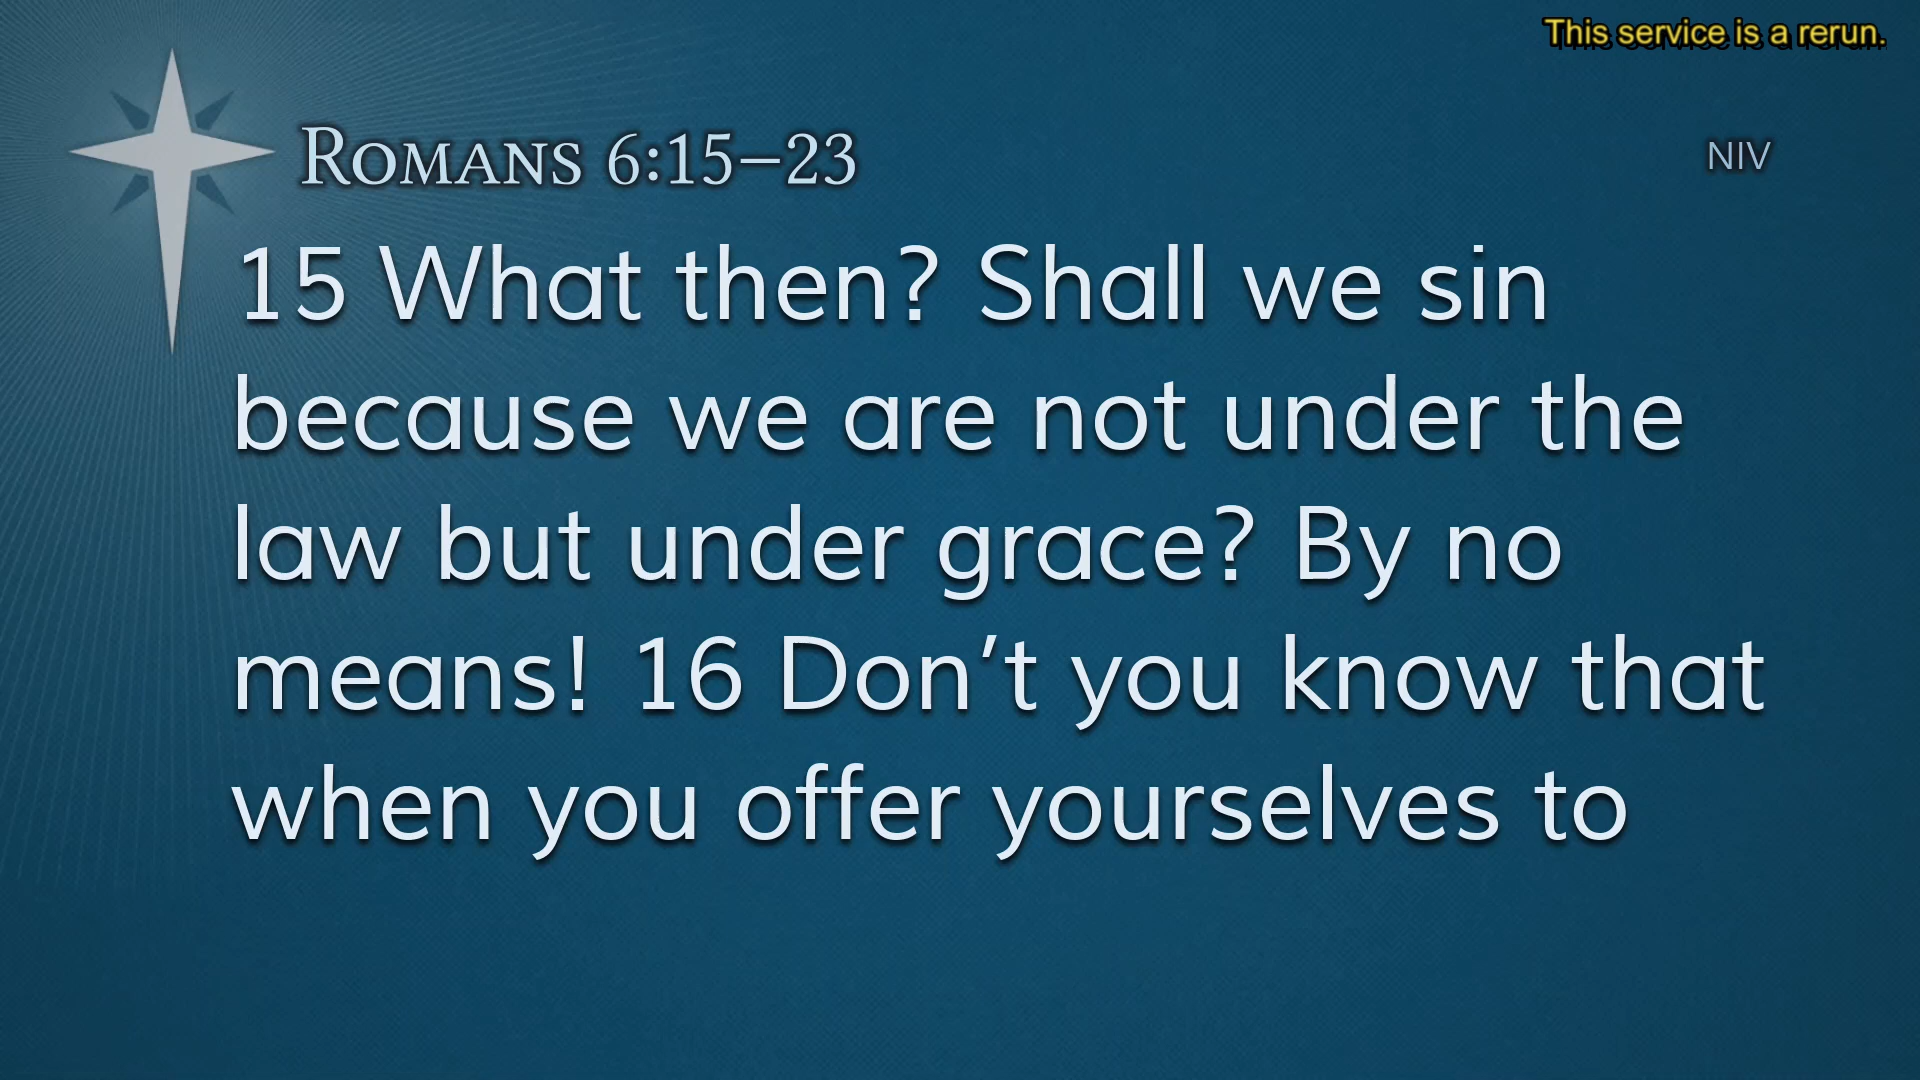 This service is a rerun.
Romans 6:15–23
NIV
15 What then? Shall we sin
because we are not under the
law but under grace? By no
means! 16 Don’t you know that
when you offer yourselves to